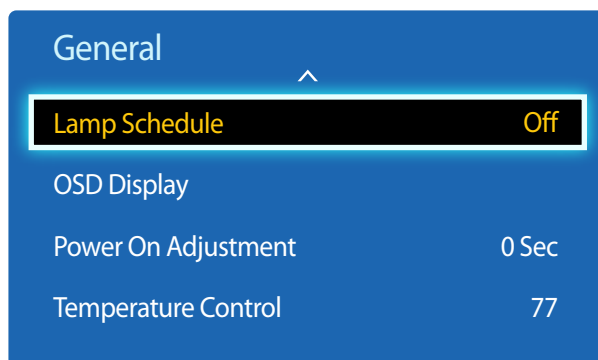 General
Lamp Schedule Off
OSD Display
Power On Adjustment 0 Sec
Temperature Control 77